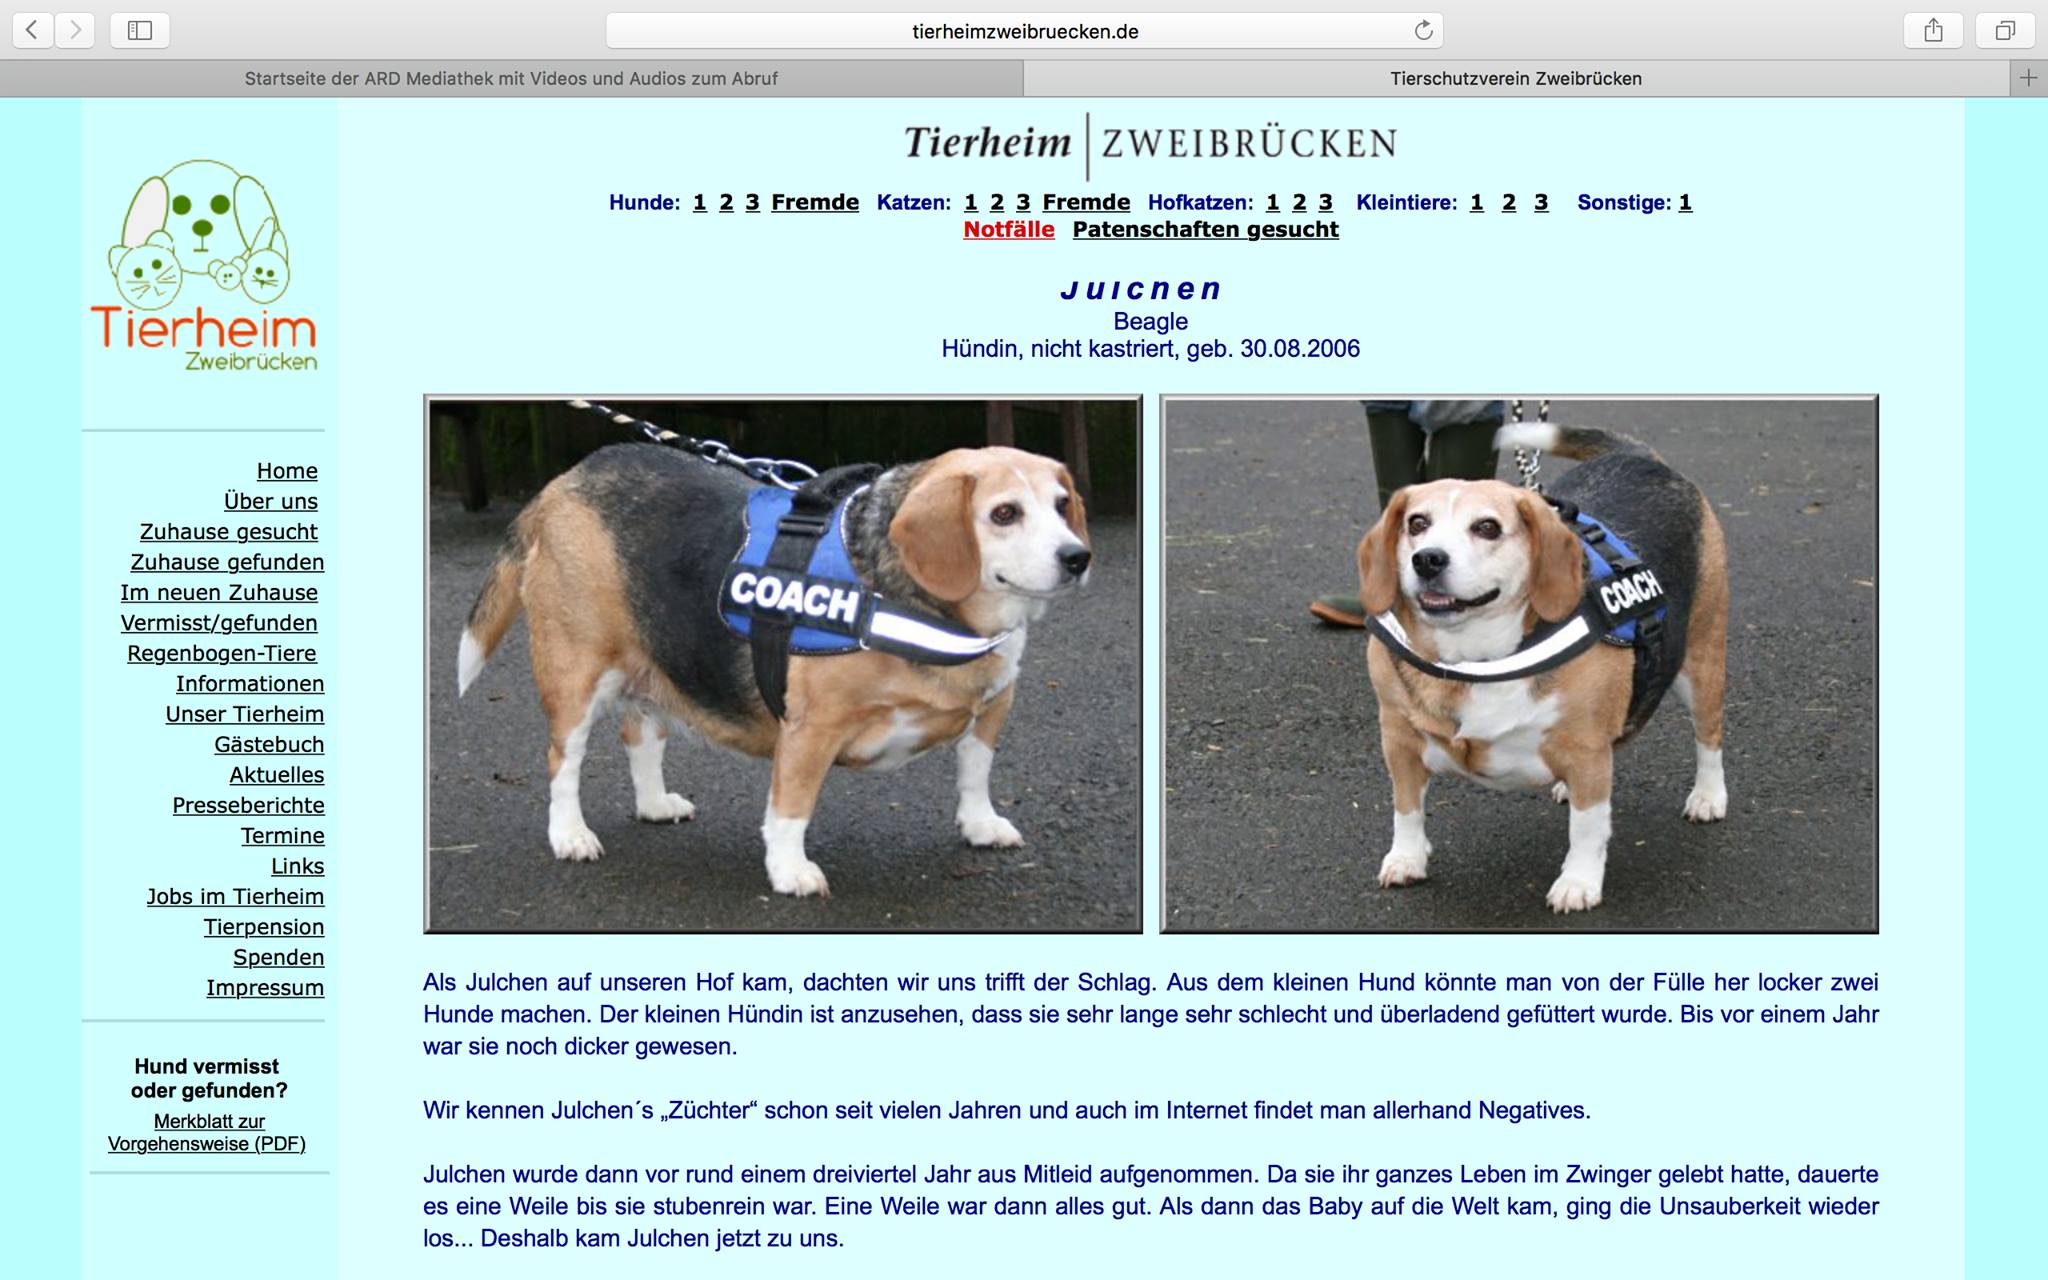 tierheimzweibruecken.de
Startseite der ARD Mediathek mit Videos und Audios zum Abruf
Tierschutzverein Zweibrücken
Tierheim
Zweibrücken
Home
Über uns
Zuhause gesucht
Zuhause gefunden
Im neuen Zuhause
Vermisst/gefunden
Regenbogen-Tiere
Informationen
Unser Tierheim
Gästebuch
Aktuelles
Presseberichte
Termine
Links
Jobs im Tierheim
Tierpension
Spenden
Impressum
Hund vermisst
oder gefunden?
Merkblatt zur
Vorgehensweise (PDF)
Tierheim | ZWEIBRÜCKEN
Hunde: 1 2 3 Fremde Katzen: 1 2 3 Fremde Hofkatzen: 1 2 3 Kleintiere: 1 2 3 Sonstige: 1
Notfälle Patenschaften gesucht
Julchen
Beagle
Hündin, nicht kastriert, geb. 30.08.2006
COACH
COACH
Als Julchen auf unseren Hof kam, dachten wir uns trifft der Schlag. Aus dem kleinen Hund könnte man von der Fülle her locker zwei
Hunde machen. Der kleinen Hündin ist anzusehen, dass sie sehr lange sehr schlecht und überladend gefüttert wurde. Bis vor einem Jahr
war sie noch dicker gewesen.
Wir kennen Julchen´s „Züchter“ schon seit vielen Jahren und auch im Internet findet man allerhand Negatives.
Julchen wurde dann vor rund einem dreiviertel Jahr aus Mitleid aufgenommen. Da sie ihr ganzes Leben im Zwinger gelebt hatte, dauerte
es eine Weile bis sie stubenrein war. Eine Weile war dann alles gut. Als dann das Baby auf die Welt kam, ging die Unsauberkeit wieder
los... Deshalb kam Julchen jetzt zu uns.